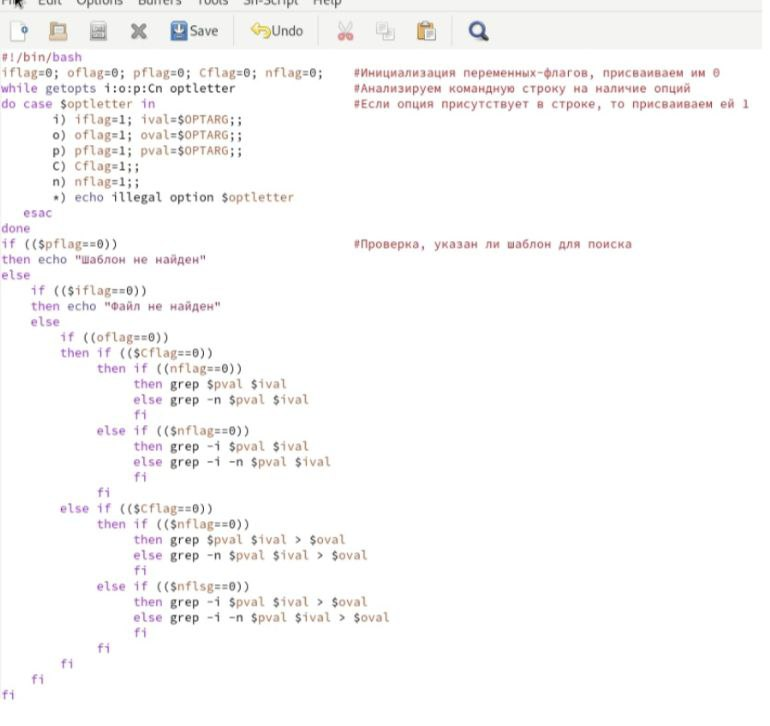 File Edit Options Buffers Tools Sh-Script Help
Save Undo
#!/bin/bash
iflag=0; oflag=0; pflag=0; Cflag=0; nflag=0; #Инициализация переменных-флагов, присваиваем им 0
while getopts i:o:p:Cn optletter #Анализируем командную строку на наличие опций
do case $optletter in #Если опция присутствует в строке, то присваиваем ей 1
i) iflag=1; ival=$OPTARG;;
o) oflag=1; oval=$OPTARG;;
p) pflag=1; pval=$OPTARG;;
C) Cflag=1;;
n) nflag=1;;
*) echo illegal option $optletter
esac
done
if (($pflag==0)) #Проверка, указан ли шаблон для поиска
then echo "Шаблон не найден"
else
if (($iflag==0))
then echo "Файл не найден"
else
if ((oflag==0))
then if (($Cflag==0))
then if ((nflag==0))
then grep $pval $ival
else grep -n $pval $ival
fi
else if (($nflag==0))
then grep -i $pval $ival
else grep -i -n $pval $ival
fi
fi
else if (($Cflag==0))
then if (($nflag==0))
then grep $pval $ival > $oval
else grep -n $pval $ival > $oval
fi
else if (($nflsg==0))
then grep -i $pval $ival > $oval
else grep -i -n $pval $ival > $oval
fi
fi
fi
fi
fi